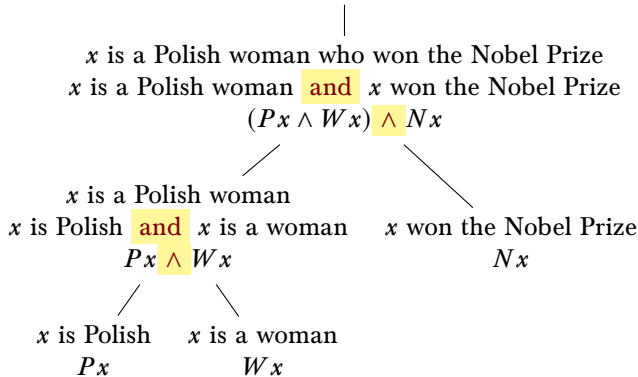 x is a Polish woman who won the Nobel Prize
x is a Polish woman and x won the Nobel Prize
(Px ∧ Wx) ∧ Nx
x is a Polish woman
x is Polish and x is a woman
Px ∧ Wx
x won the Nobel Prize
Nx
x is Polish
Px
x is a woman
Wx